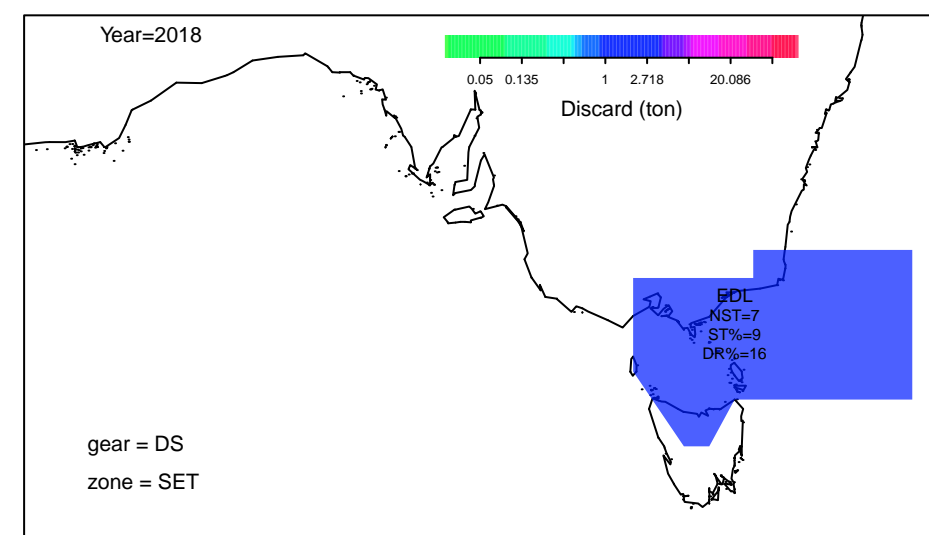 Year=2018
0.05 0.135 1 2.718 20.086
Discard (ton)
EDL
NST=7
ST%=9
DR%=16
gear = DS
zone = SET